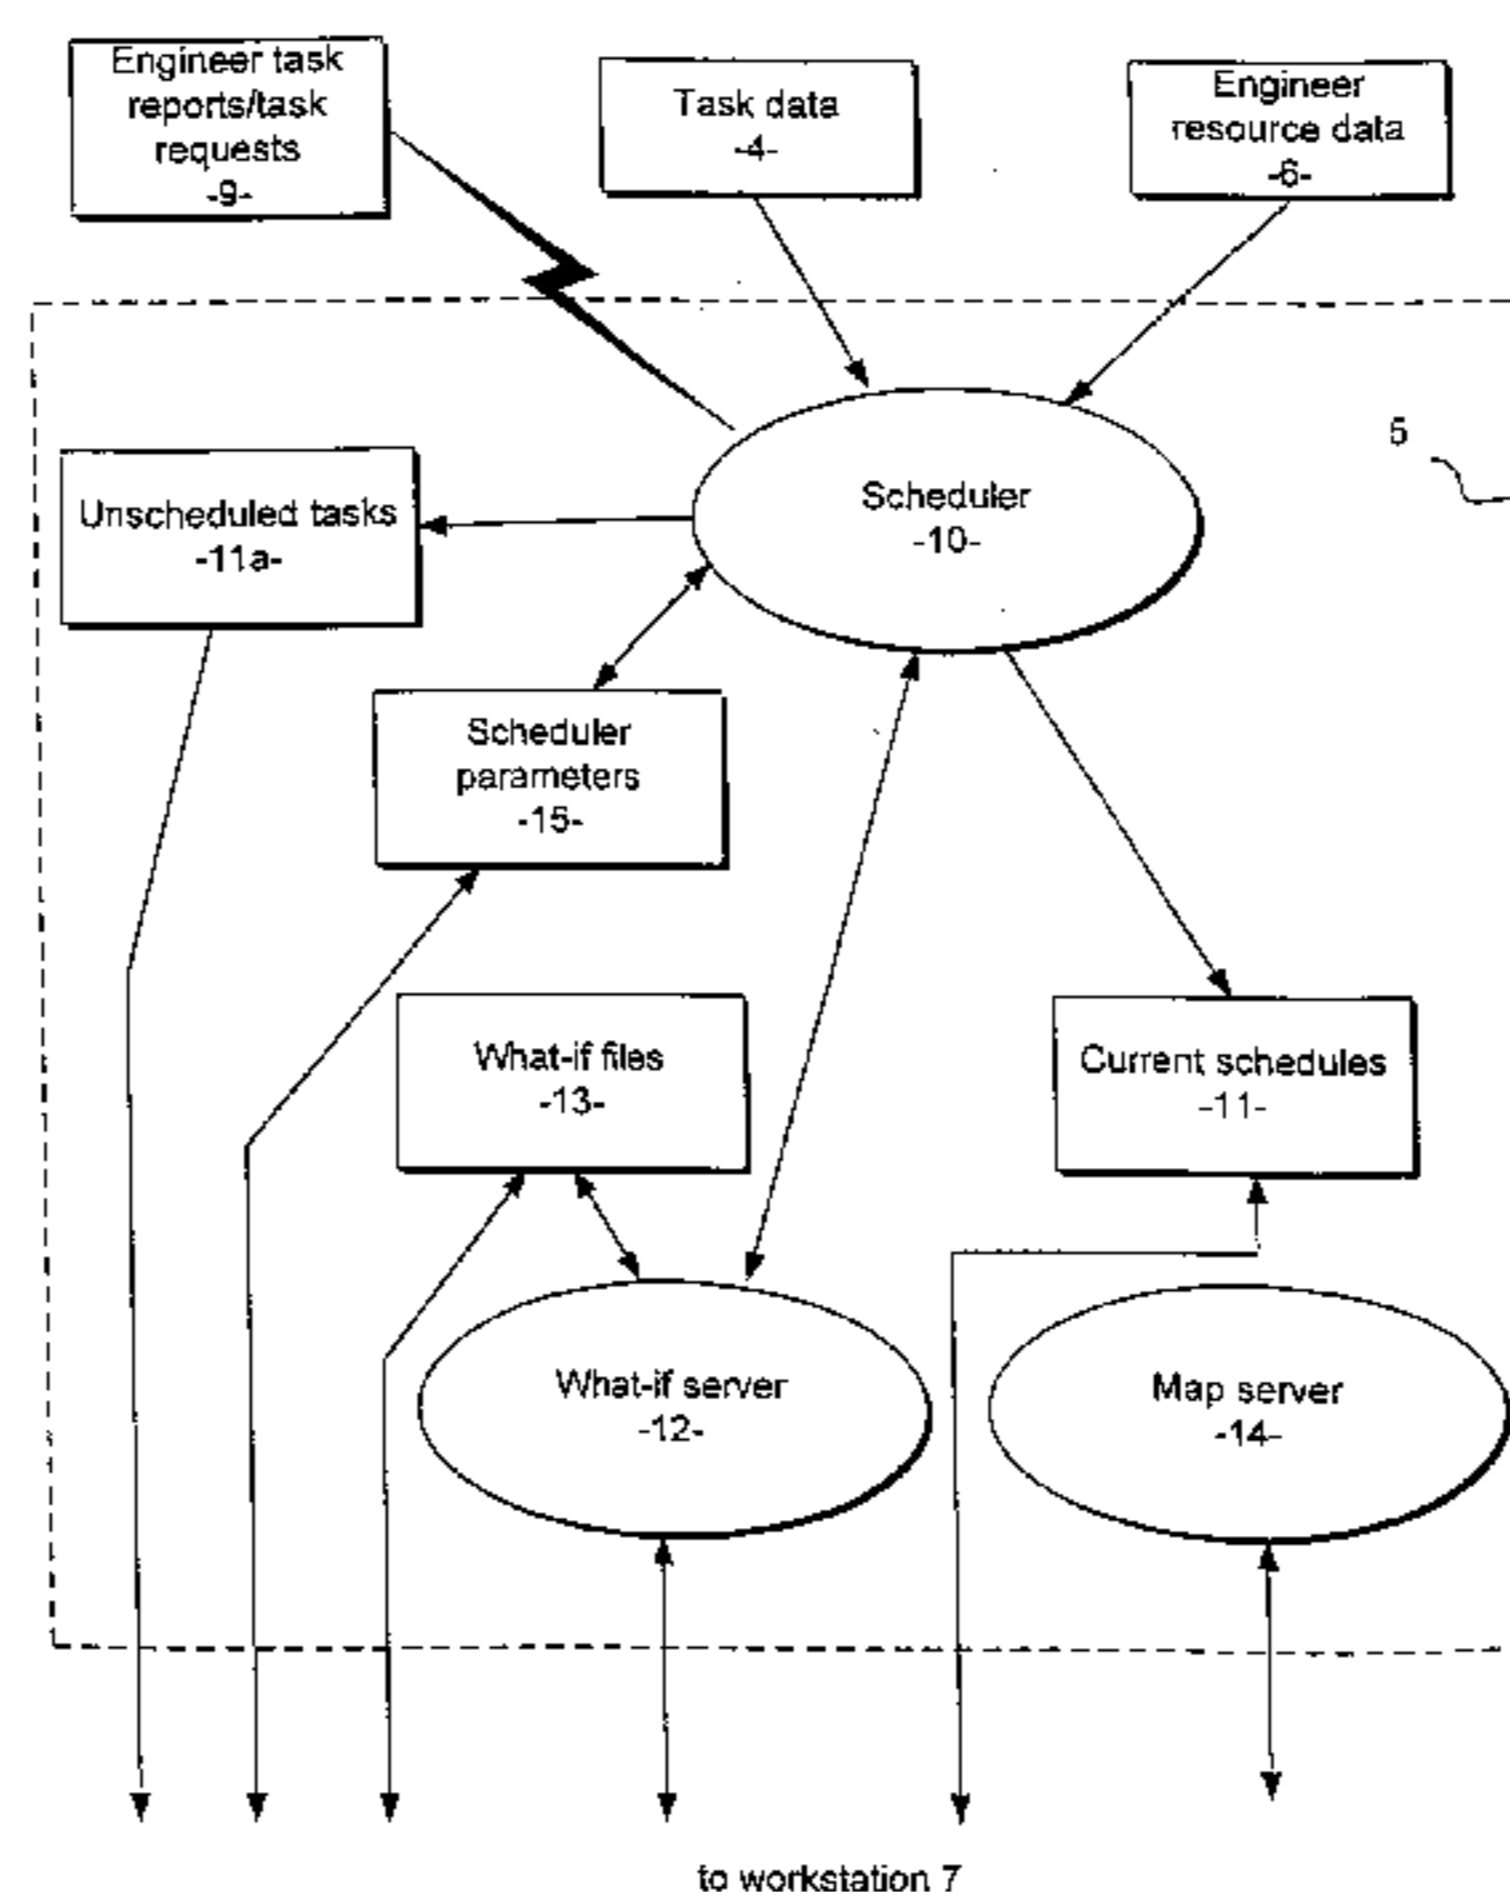 Engineer task
reports/task
requests
-9-
Task data
-4-
Engineer
resource data
-6-
5
Scheduler
-10-
Unscheduled tasks
-11a-
Scheduler
parameters
-15-
What-if files
-13-
Current schedules
-11-
What-if server
-12-
Map server
-14-
to workstation 7